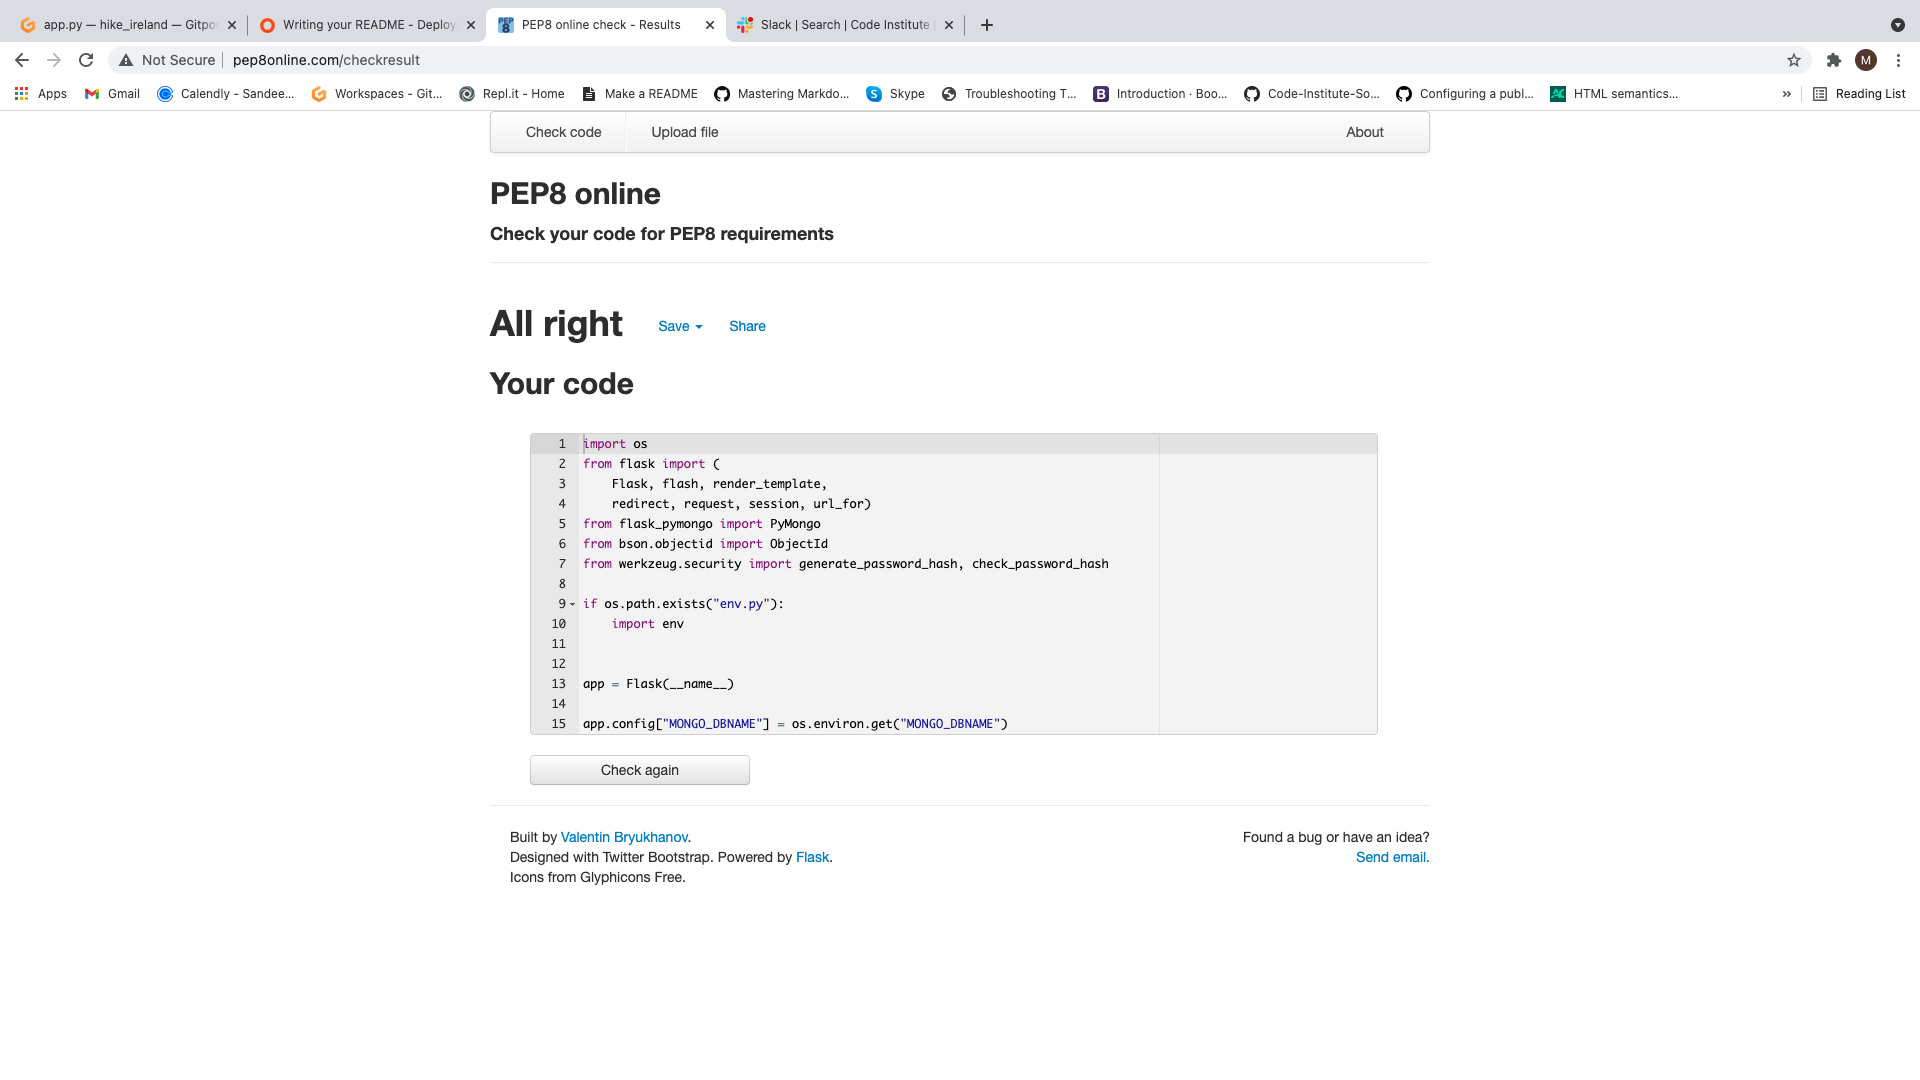 app.py — hike_ireland — Gitpo
Writing your README - Deploy
PEP8 online check - Results
Slack | Search | Code Institute
Not Secure
pep8online.com/checkresult
M
Apps
Gmail
Calendly - Sandee...
Workspaces - Git...
Repl.it - Home
Make a README
Mastering Markdo...
Skype
Troubleshooting T...
Introduction · Boo...
Code-Institute-So...
Configuring a publ...
HTML semantics...
»
Reading List
Check code
Upload file
About
PEP8 online
Check your code for PEP8 requirements
All right
Save
Share
Your code
1 import os
2 from flask import (
3 Flask, flash, render_template,
4 redirect, request, session, url_for)
5 from flask_pymongo import PyMongo
6 from bson.objectid import ObjectId
7 from werkzeug.security import generate_password_hash, check_password_hash
8
9 if os.path.exists("env.py"):
10 import env
11
12
13 app = Flask(__name__)
14
15 app.config["MONGO_DBNAME"] = os.environ.get("MONGO_DBNAME")
Check again
Built by Valentin Bryukhanov.
Designed with Twitter Bootstrap. Powered by Flask.
Icons from Glyphicons Free.
Found a bug or have an idea?
Send email.